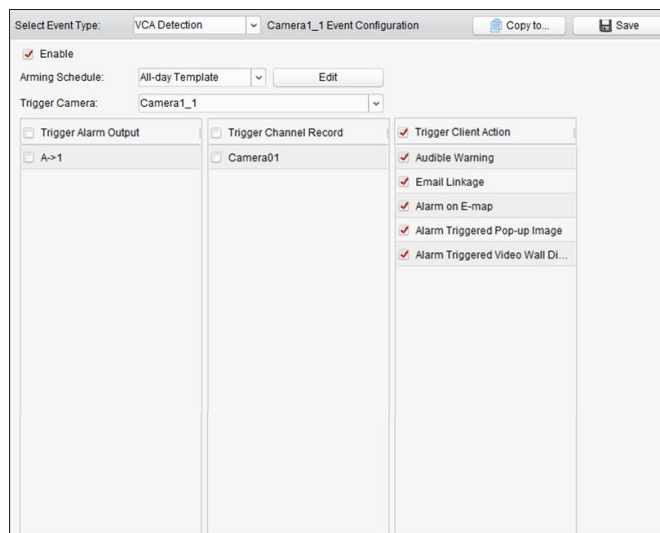 Select Event Type: VCA Detection Camera1_1 Event Configuration Copy to... Save
Enable
Arming Schedule: All-day Template Edit
Trigger Camera: Camera1_1
Trigger Alarm Output Trigger Channel Record Trigger Client Action
A->1 Camera01 Audible Warning
Email Linkage
Alarm on E-map
Alarm Triggered Pop-up Image
Alarm Triggered Video Wall Di...